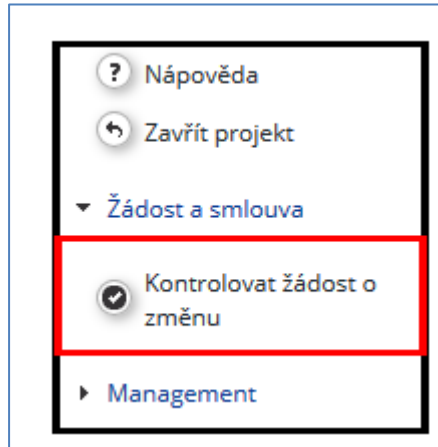 Nápověda
Zavřít projekt
Žádost a smlouva
Kontrolovat žádost o
změnu
Management